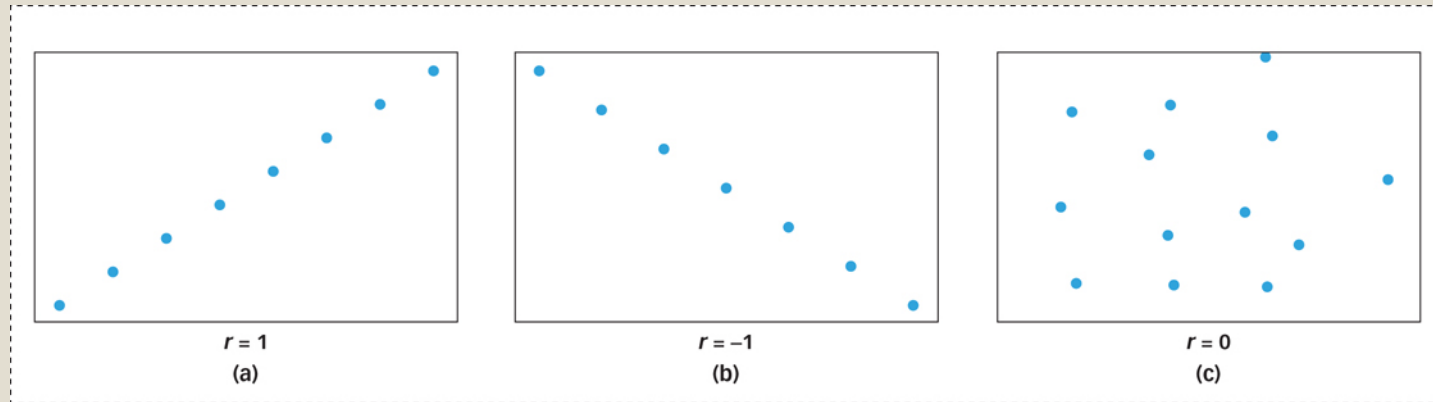 r = 1
(a)
r = –1
(b)
r = 0
(c)